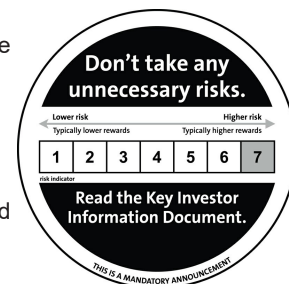 e
d
Don't take any
unnecessary risks.
Lower risk
Higher risk
Typically lower rewards
Typically higher rewards
1 2 3 4 5 6 7
risk indicator
Read the Key Investor
Information Document.
THIS IS A MANDATORY ANNOUNCEMENT